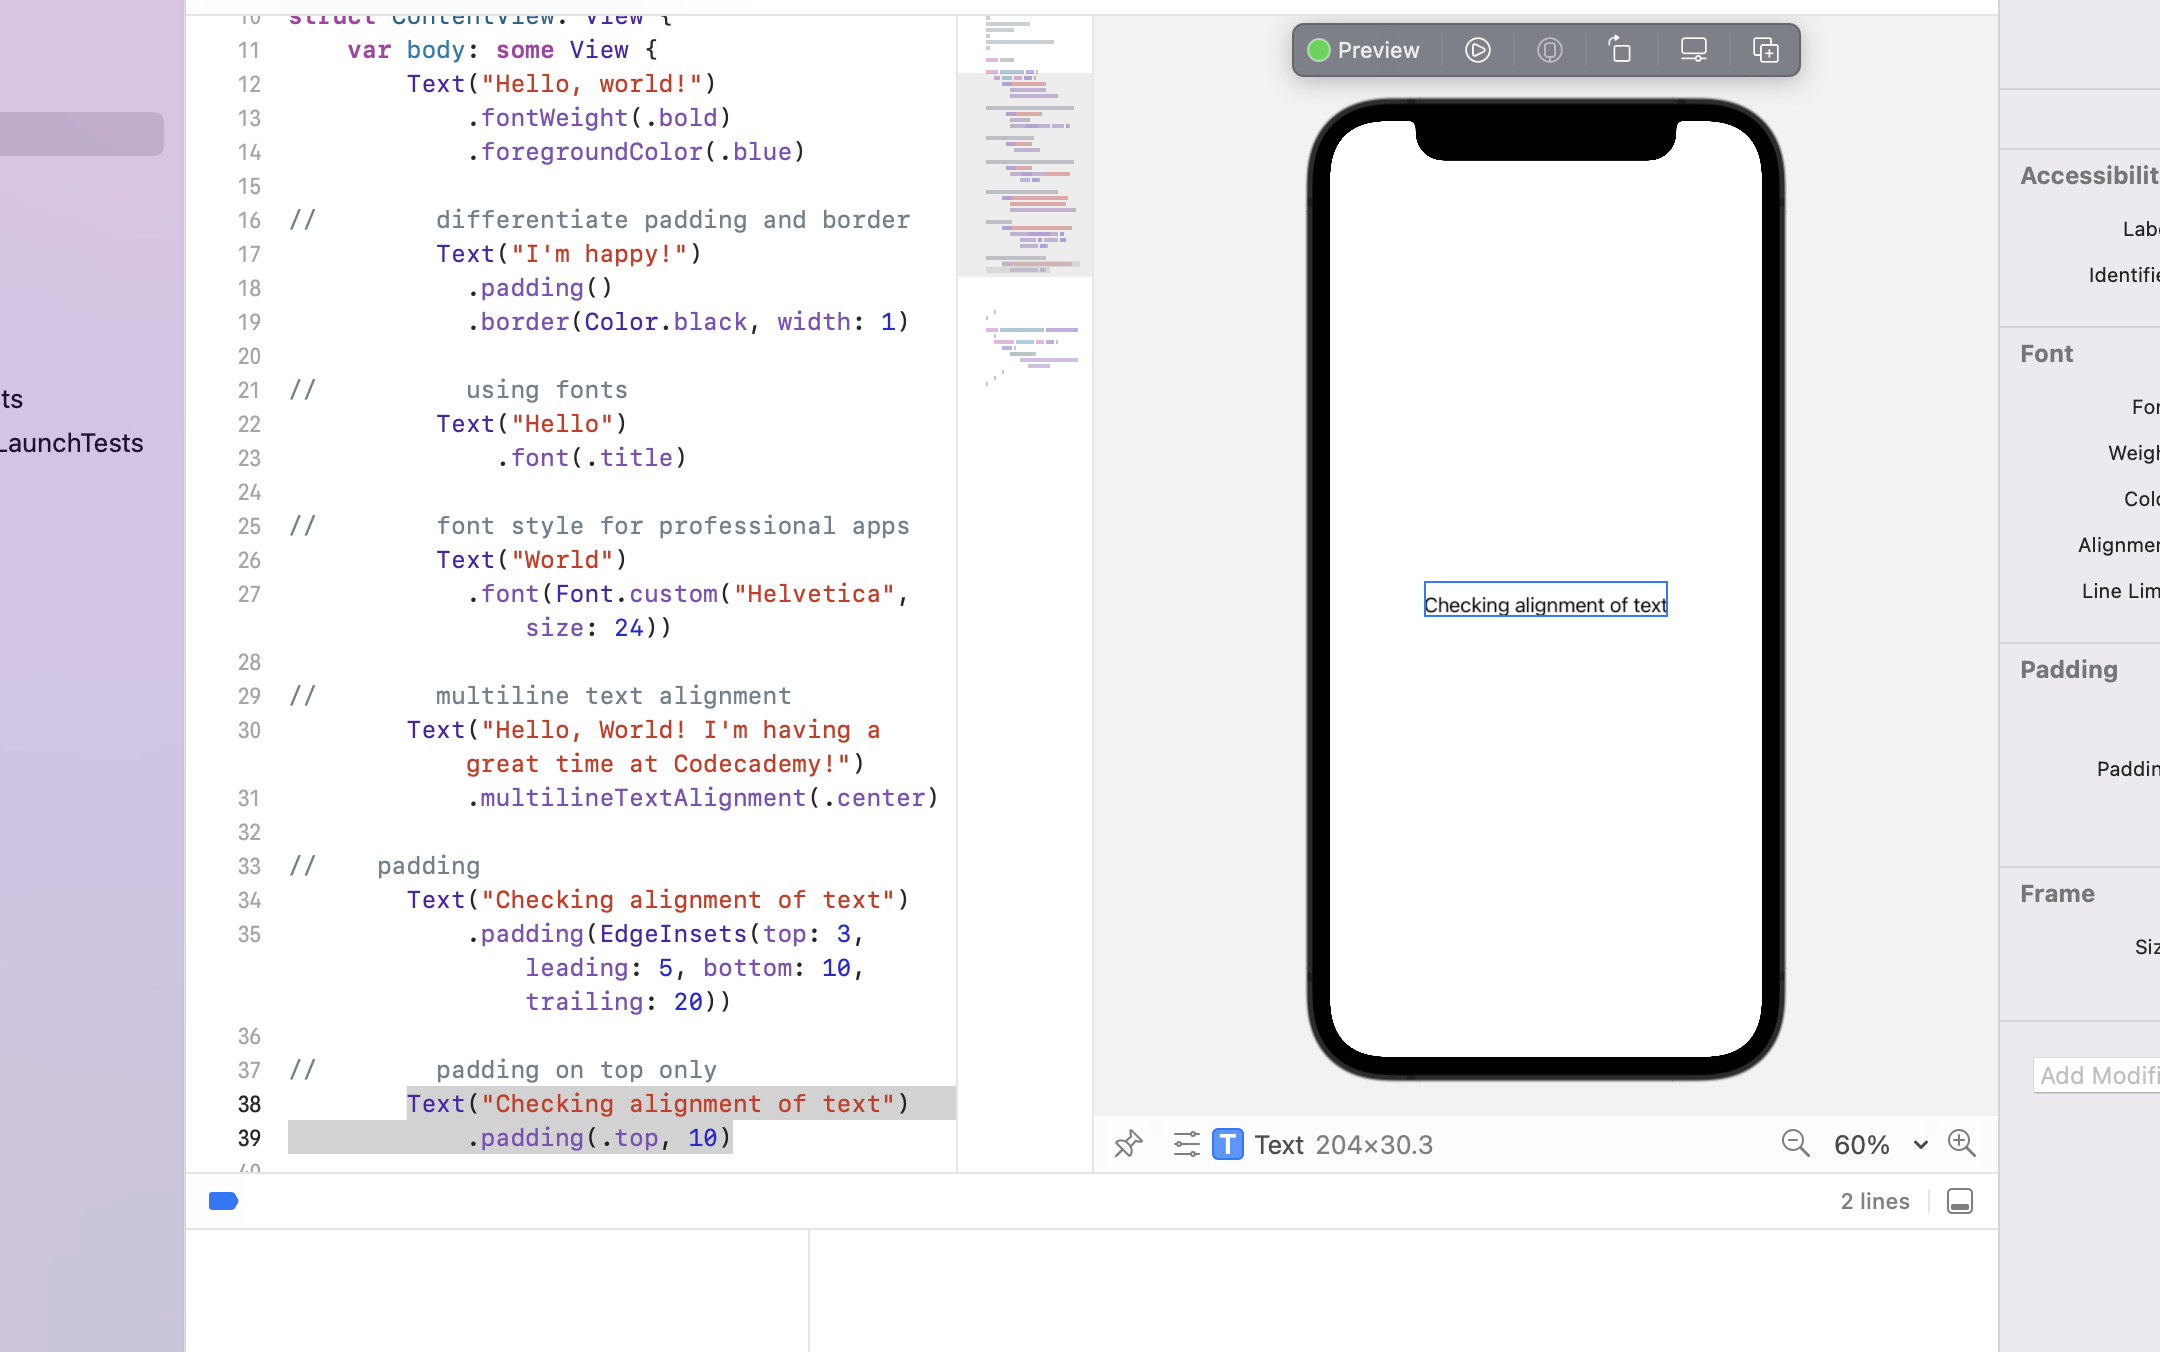 ts
LaunchTests
10 struct ContentView: View {
11 var body: some View {
12 Text("Hello, world!")
13 .fontWeight(.bold)
14 .foregroundColor(.blue)
15
16 // differentiate padding and border
17 Text("I'm happy!")
18 .padding()
19 .border(Color.black, width: 1)
20
21 // using fonts
22 Text("Hello")
23 .font(.title)
24
25 // font style for professional apps
26 Text("World")
27 .font(Font.custom("Helvetica",
size: 24))
28
29 // multiline text alignment
30 Text("Hello, World! I'm having a
great time at Codecademy!")
31 .multilineTextAlignment(.center)
32
33 // padding
34 Text("Checking alignment of text")
35 .padding(EdgeInsets(top: 3,
leading: 5, bottom: 10,
trailing: 20))
36
37 // padding on top only
38 Text("Checking alignment of text")
39 .padding(.top, 10)
40
Preview
Checking alignment of text
T Text 204×30.3
60%
2 lines
Accessibilit
Labe
Identifie
Font
For
Weigh
Colo
Alignmen
Line Lim
Padding
Paddin
Frame
Siz
Add Modifi